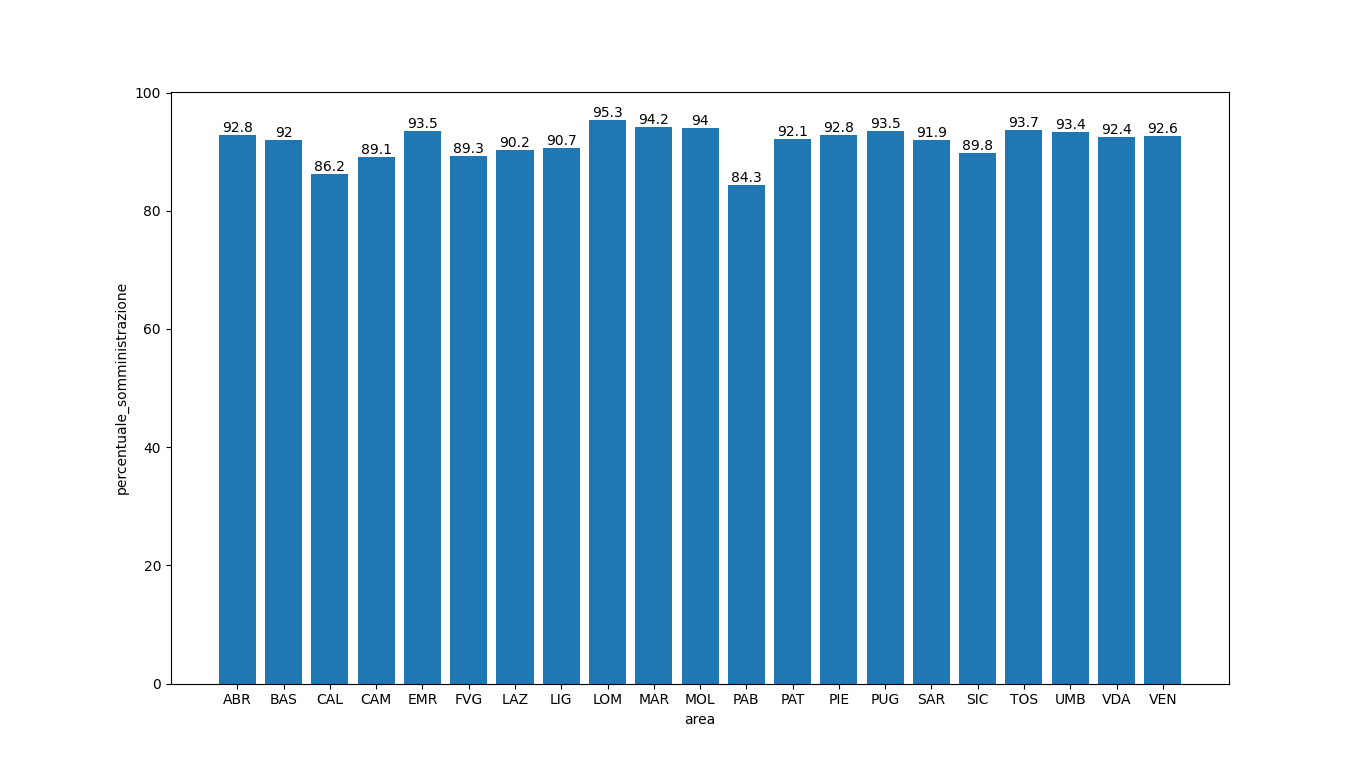 percentuale_somministrazione
100
80
60
40
20
0
92.8 92 86.2 89.1 93.5 89.3 90.2 90.7 95.3 94.2 94 84.3 92.1 92.8 93.5 91.9 89.8 93.7 93.4 92.4 92.6
ABR BAS CAL CAM EMR FVG LAZ LIG LOM MAR MOL PAB PAT PIE PUG SAR SIC TOS UMB VDA VEN
area